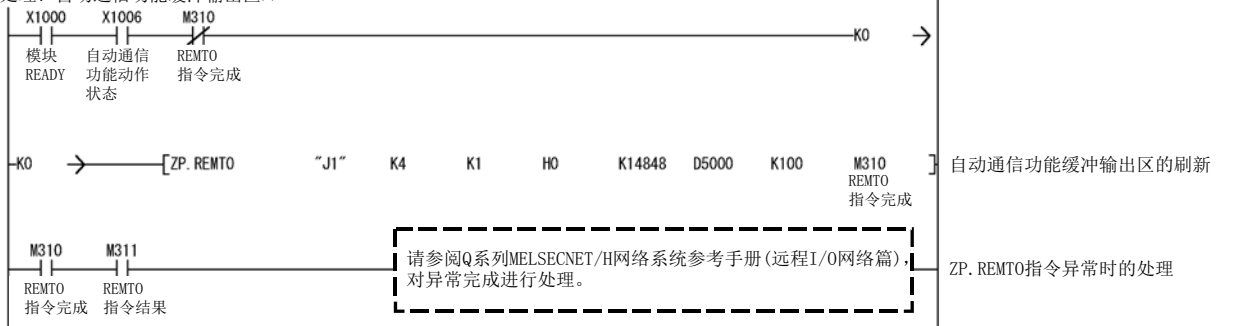 X1000 X1006 M310
K0
模块 自动通信 REMTO
READY 功能动作 指令完成
状态
K0 ZP.REMTO "J1" K4 K1 H0 K14848 D5000 K100 M310 自动通信功能缓冲输出区的刷新
REMTO
指令完成
M310 M311
请参阅Q系列MELSECNET/H网络系统参考手册(远程I/O网络篇),
对异常完成进行处理。
ZP.REMTO指令异常时的处理
REMTO REMTO
指令完成 指令结果